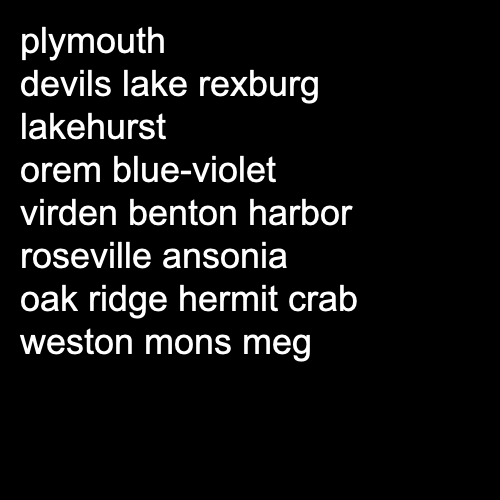 plymouth
devils lake rexburg
lakehurst
orem blue-violet
virden benton harbor
roseville ansonia
oak ridge hermit crab
weston mons meg